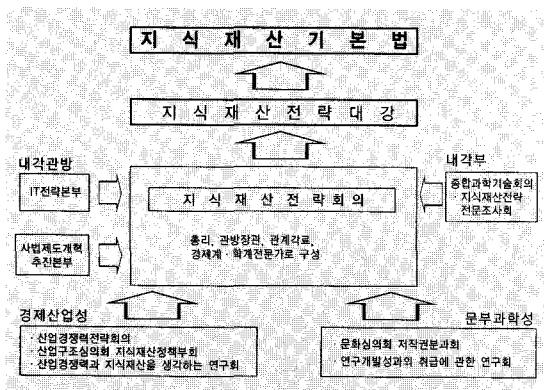 지 식 재 산 기 본 법
지 식 재 산 전 략 대 강
내각관방
IT전략본부
사법제도개혁
추진본부
지 식 재 산 전 략 회 의
총리, 관방장관, 관계각료,
경제계·학계전문가로 구성
내각부
종합과학기술회의
·지식재산전략
전문조사회
경제산업성
·산업경쟁력전략회의
·산업구조심의회 지식재산정책부회
·산업경쟁력과 지식재산을 생각하는 연구회
문부과학성
문화심의회 저작권분과회
·연구개발성과의 취급에 관한 연구회